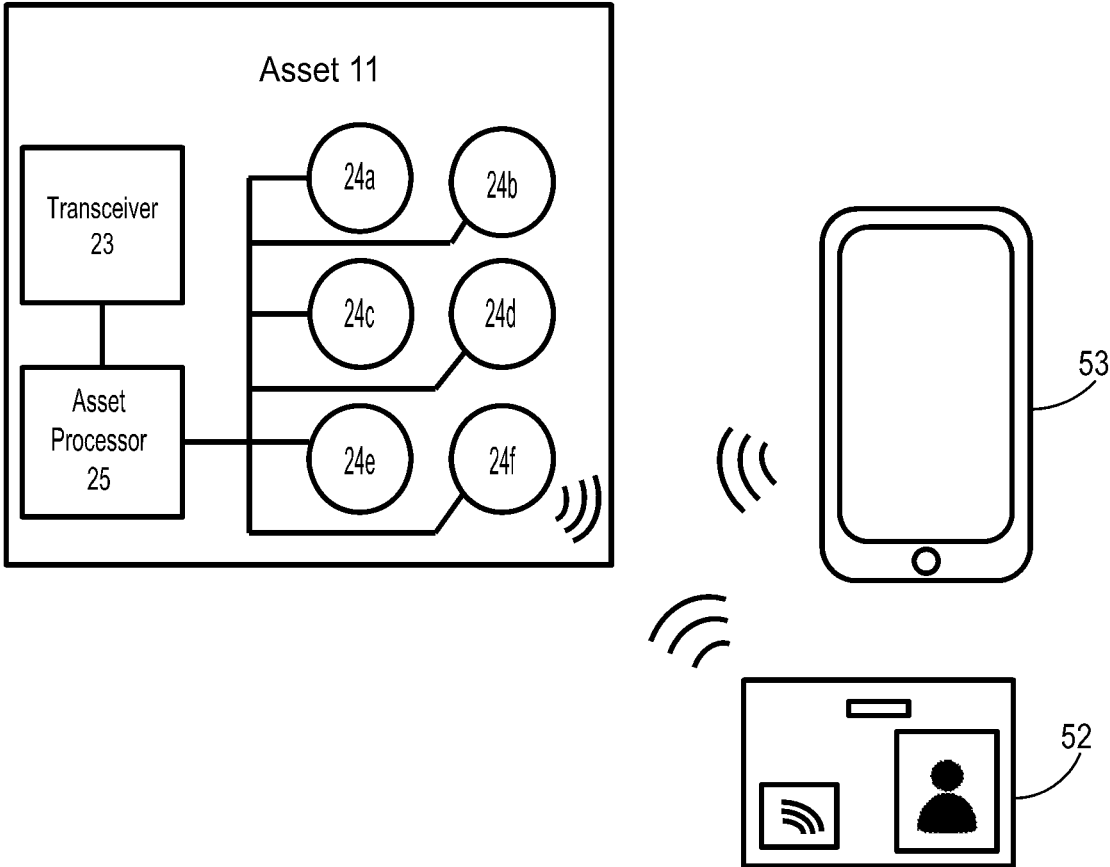 Asset 11
24a
24b
Transceiver
23
24c
24d
53
Asset
Processor
25
24e
24f
52